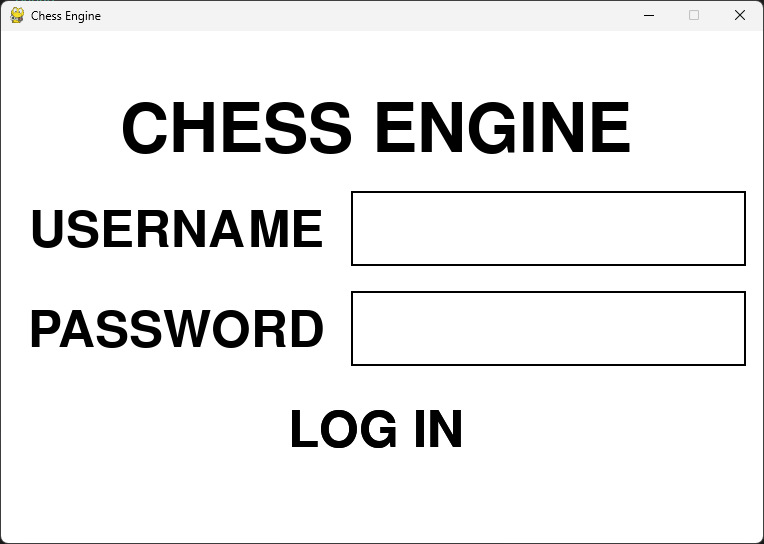 Chess Engine
CHESS ENGINE
USERNAME
PASSWORD
LOG IN